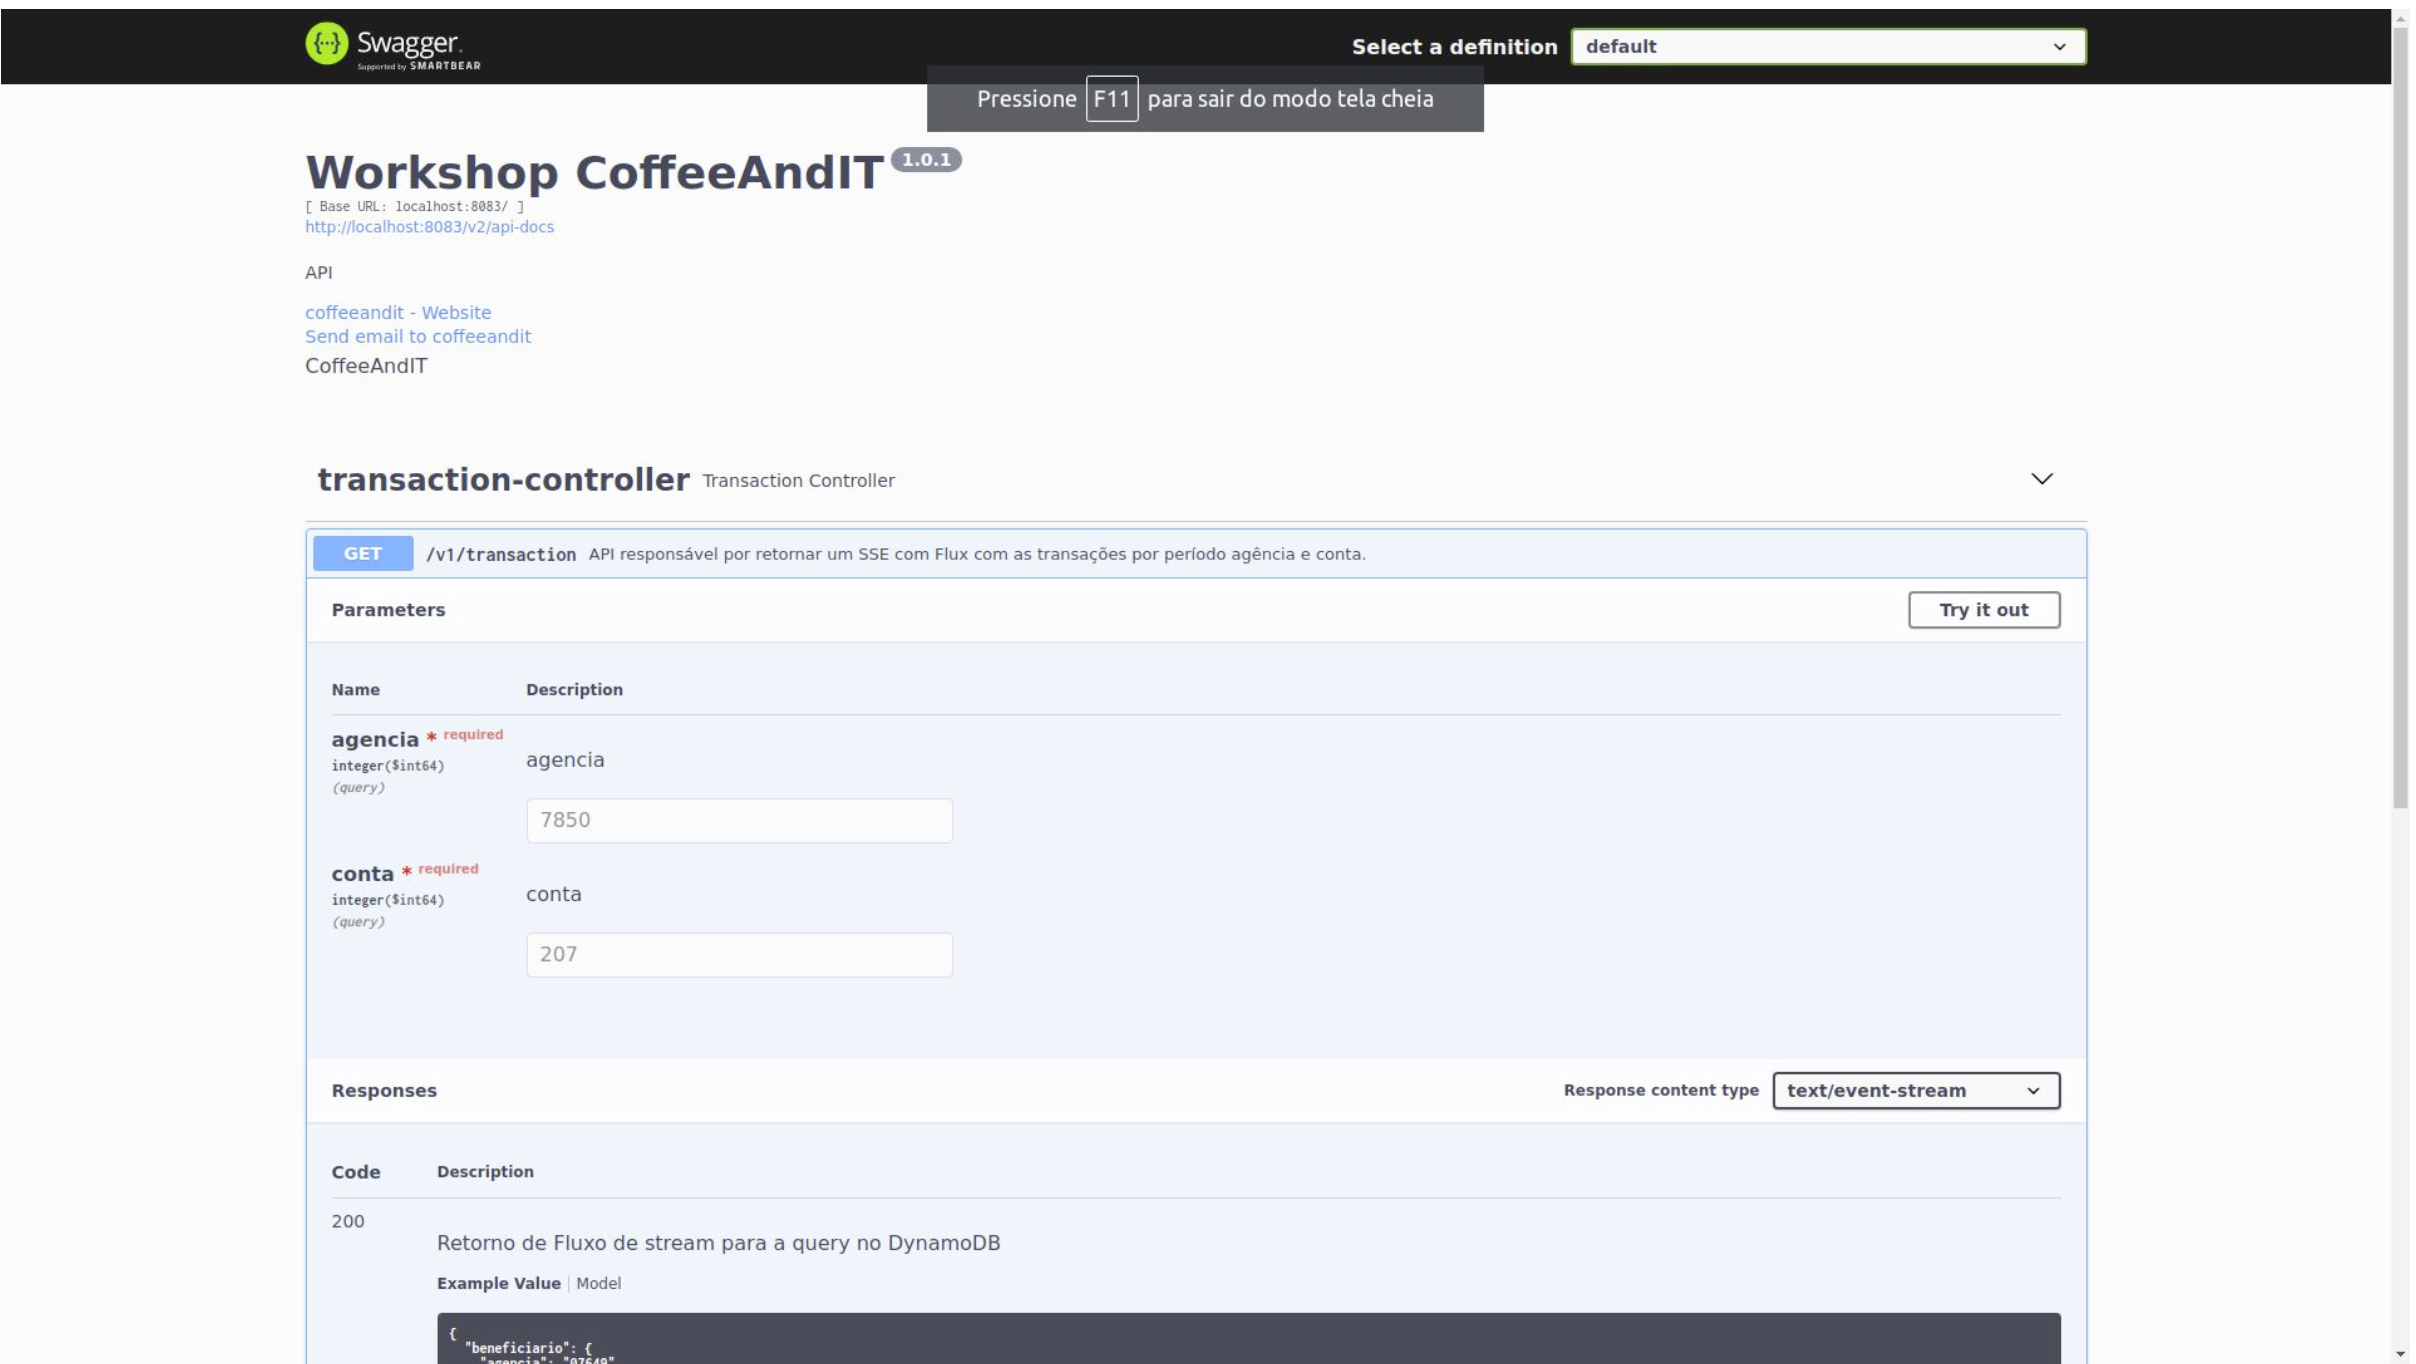 Swagger.
Supported by SMARTBEAR
Select a definition default
Pressione F11 para sair do modo tela cheia
Workshop CoffeeAndIT 1.0.1
[ Base URL: localhost:8083/ ]
http://localhost:8083/v2/api-docs
API
coffeeandit - Website
Send email to coffeeandit
CoffeeAndIT
transaction-controller Transaction Controller
GET /v1/transaction API responsável por retornar um SSE com Flux com as transações por período agência e conta.
Parameters Try it out
Name Description
agencia * required
integer($int64)
(query)
agencia
7850
conta * required
integer($int64)
(query)
conta
207
Responses Response content type text/event-stream
Code Description
200
Retorno de Fluxo de stream para a query no DynamoDB
Example Value Model
{
"beneficiario": {
"agencia": "07649"